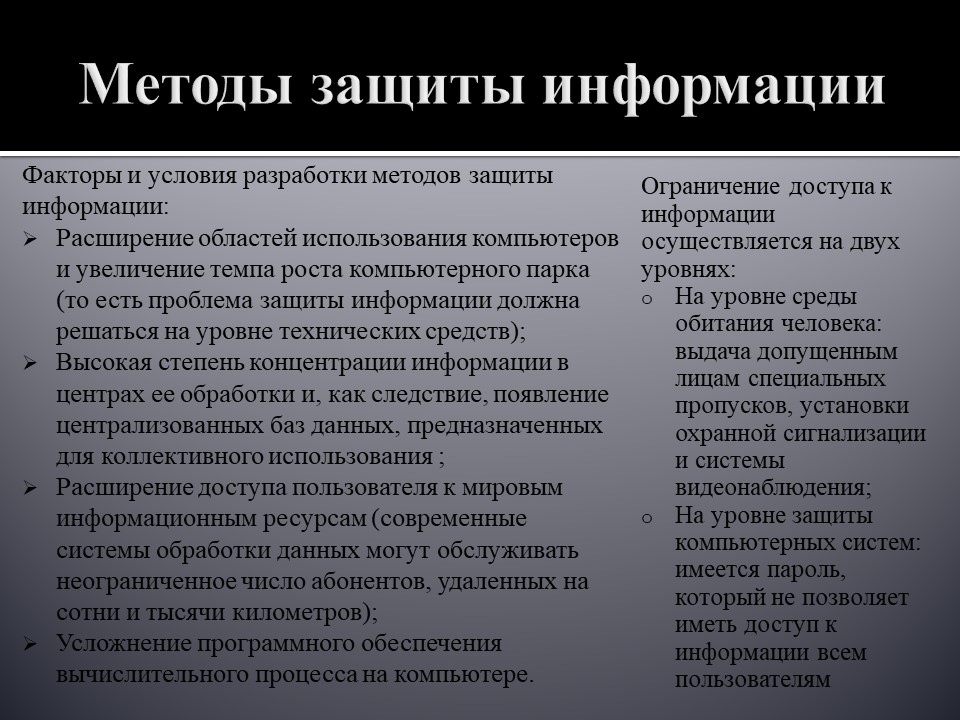 Методы защиты информации
Факторы и условия разработки методов защиты
информации:
➢ Расширение областей использования компьютеров
и увеличение темпа роста компьютерного парка
(то есть проблема защиты информации должна
решаться на уровне технических средств);
➢ Высокая степень концентрации информации в
центрах ее обработки и, как следствие, появление
централизованных баз данных, предназначенных
для коллективного использования ;
➢ Расширение доступа пользователя к мировым
информационным ресурсам (современные
системы обработки данных могут обслуживать
неограниченное число абонентов, удаленных на
сотни и тысячи километров);
➢ Усложнение программного обеспечения
вычислительного процесса на компьютере.
Ограничение доступа к
информации
осуществляется на двух
уровнях:
o На уровне среды
обитания человека:
выдача допущенным
лицам специальных
пропусков, установки
охранной сигнализации
и системы
видеонаблюдения;
o На уровне защиты
компьютерных систем:
имеется пароль,
который не позволяет
иметь доступ к
информации всем
пользователям